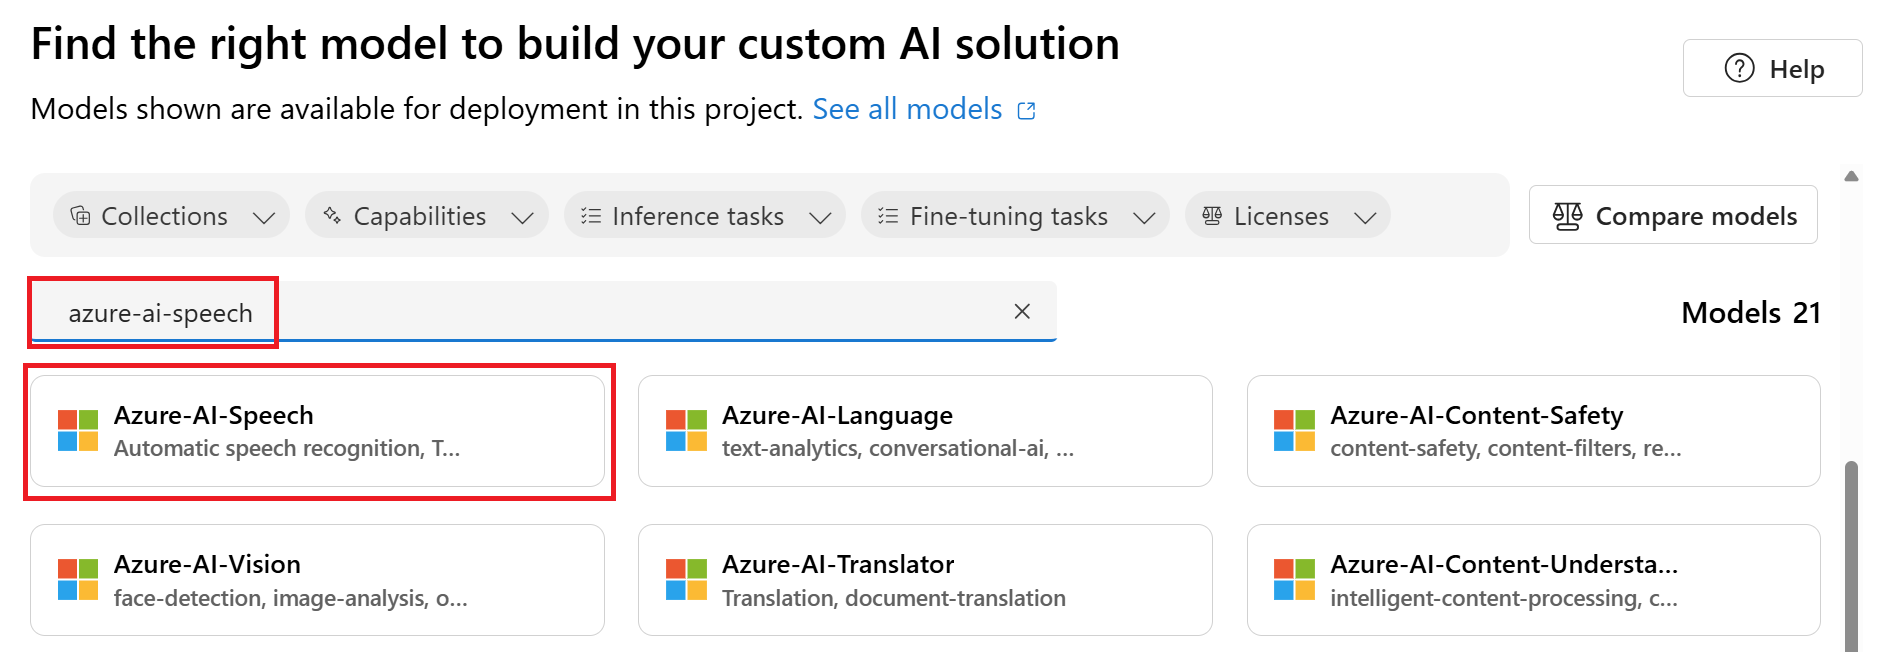 Find the right model to build your custom AI solution
Help
Models shown are available for deployment in this project. See all models
Collections
Capabilities
Inference tasks
Fine-tuning tasks
Licenses
Compare models
azure-ai-speech
Models 21
Azure-AI-Speech
Automatic speech recognition, T...
Azure-AI-Language
text-analytics, conversational-ai, ...
Azure-AI-Content-Safety
content-safety, content-filters, re...
Azure-AI-Vision
face-detection, image-analysis, o...
Azure-AI-Translator
Translation, document-translation
Azure-AI-Content-Understa...
intelligent-content-processing, c...